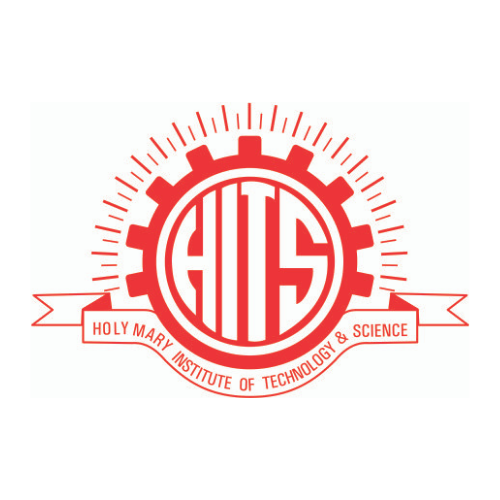 HITS
HOLY MARY INSTITUTE OF TECHNOLOGY & SCIENCE